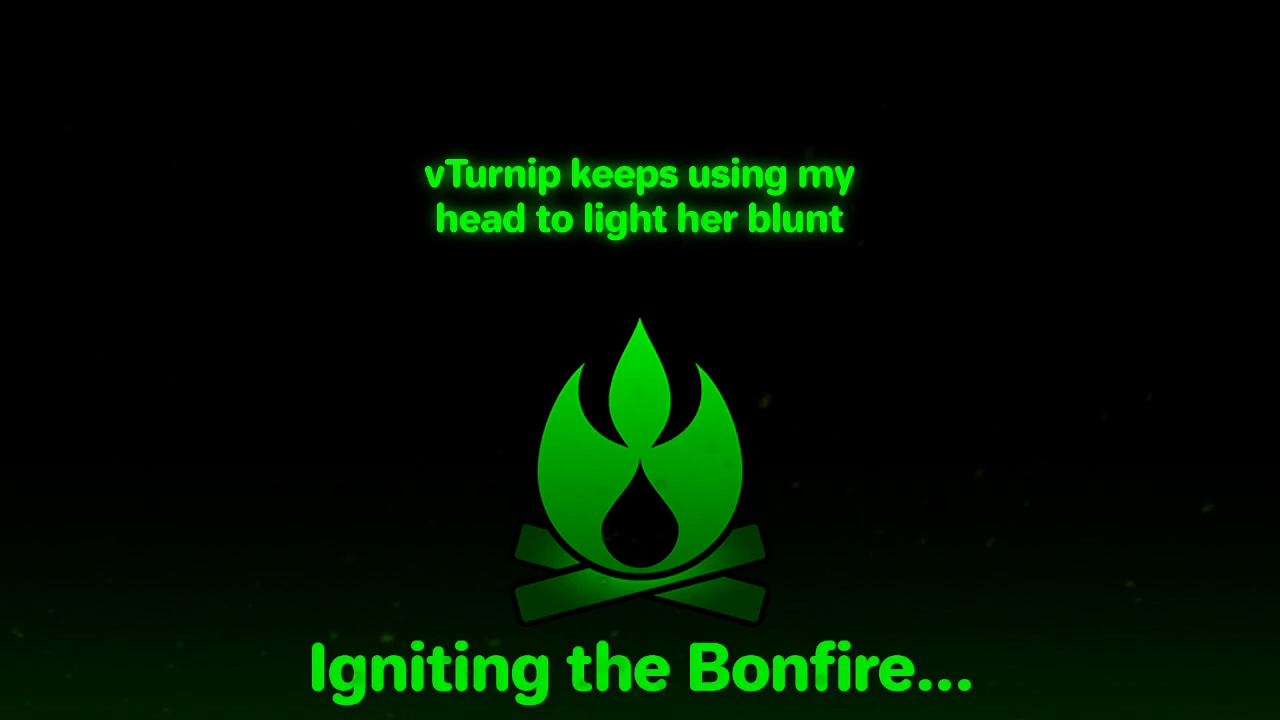 vTurnip keeps using my
head to light her blunt
Igniting the Bonfire...